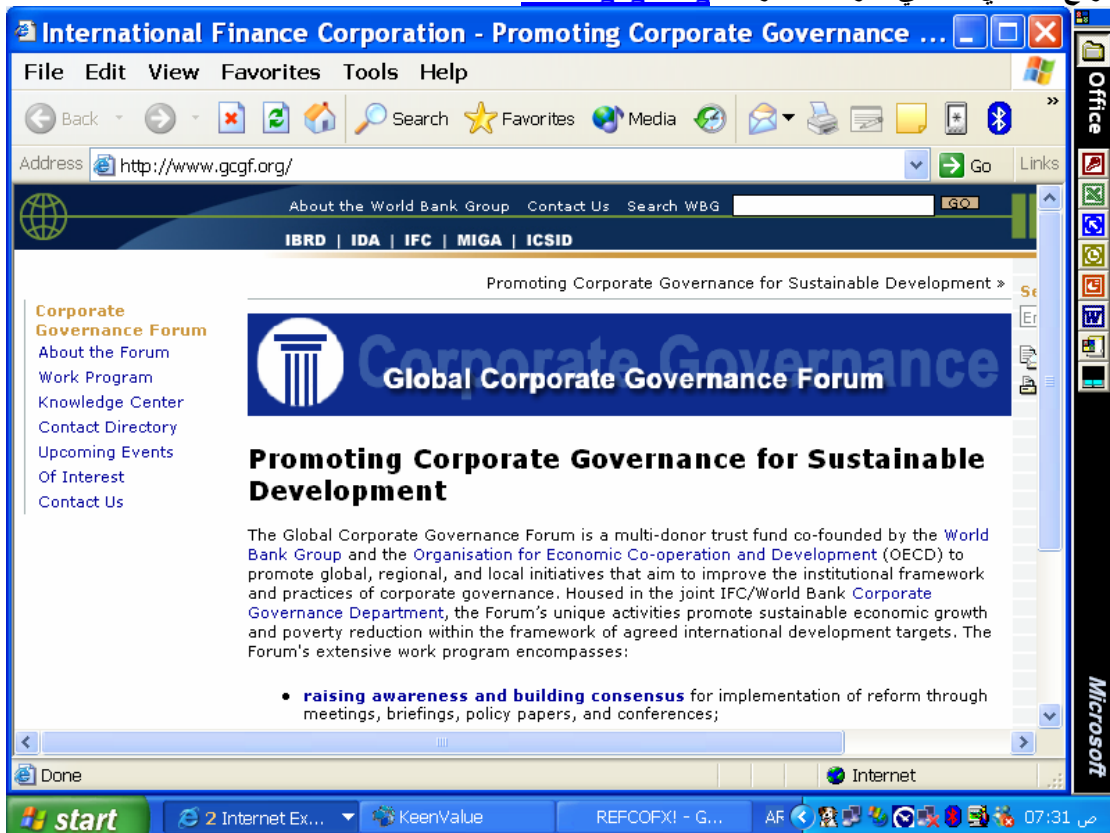 International Finance Corporation - Promoting Corporate Governance ...
File Edit View Favorites Tools Help
Back Search Favorites Media »
Address http://www.gcgf.org/ Go Links
About the World Bank Group Contact Us Search WBG GO
IBRD | IDA | IFC | MIGA | ICSID
Promoting Corporate Governance for Sustainable Development »
Corporate
Governance Forum
About the Forum
Work Program
Knowledge Center
Contact Directory
Upcoming Events
Of Interest
Contact Us
Corporate Governance
Global Corporate Governance Forum
Promoting Corporate Governance for Sustainable
Development
The Global Corporate Governance Forum is a multi-donor trust fund co-founded by the World
Bank Group and the Organisation for Economic Co-operation and Development (OECD) to
promote global, regional, and local initiatives that aim to improve the institutional framework
and practices of corporate governance. Housed in the joint IFC/World Bank Corporate
Governance Department, the Forum's unique activities promote sustainable economic growth
and poverty reduction within the framework of agreed international development targets. The
Forum's extensive work program encompasses:
• raising awareness and building consensus for implementation of reform through
meetings, briefings, policy papers, and conferences;
Done Internet
Office
Microsoft
start 2 Internet Ex... KeenValue REFCOFX! - G... AF 07:31 ص